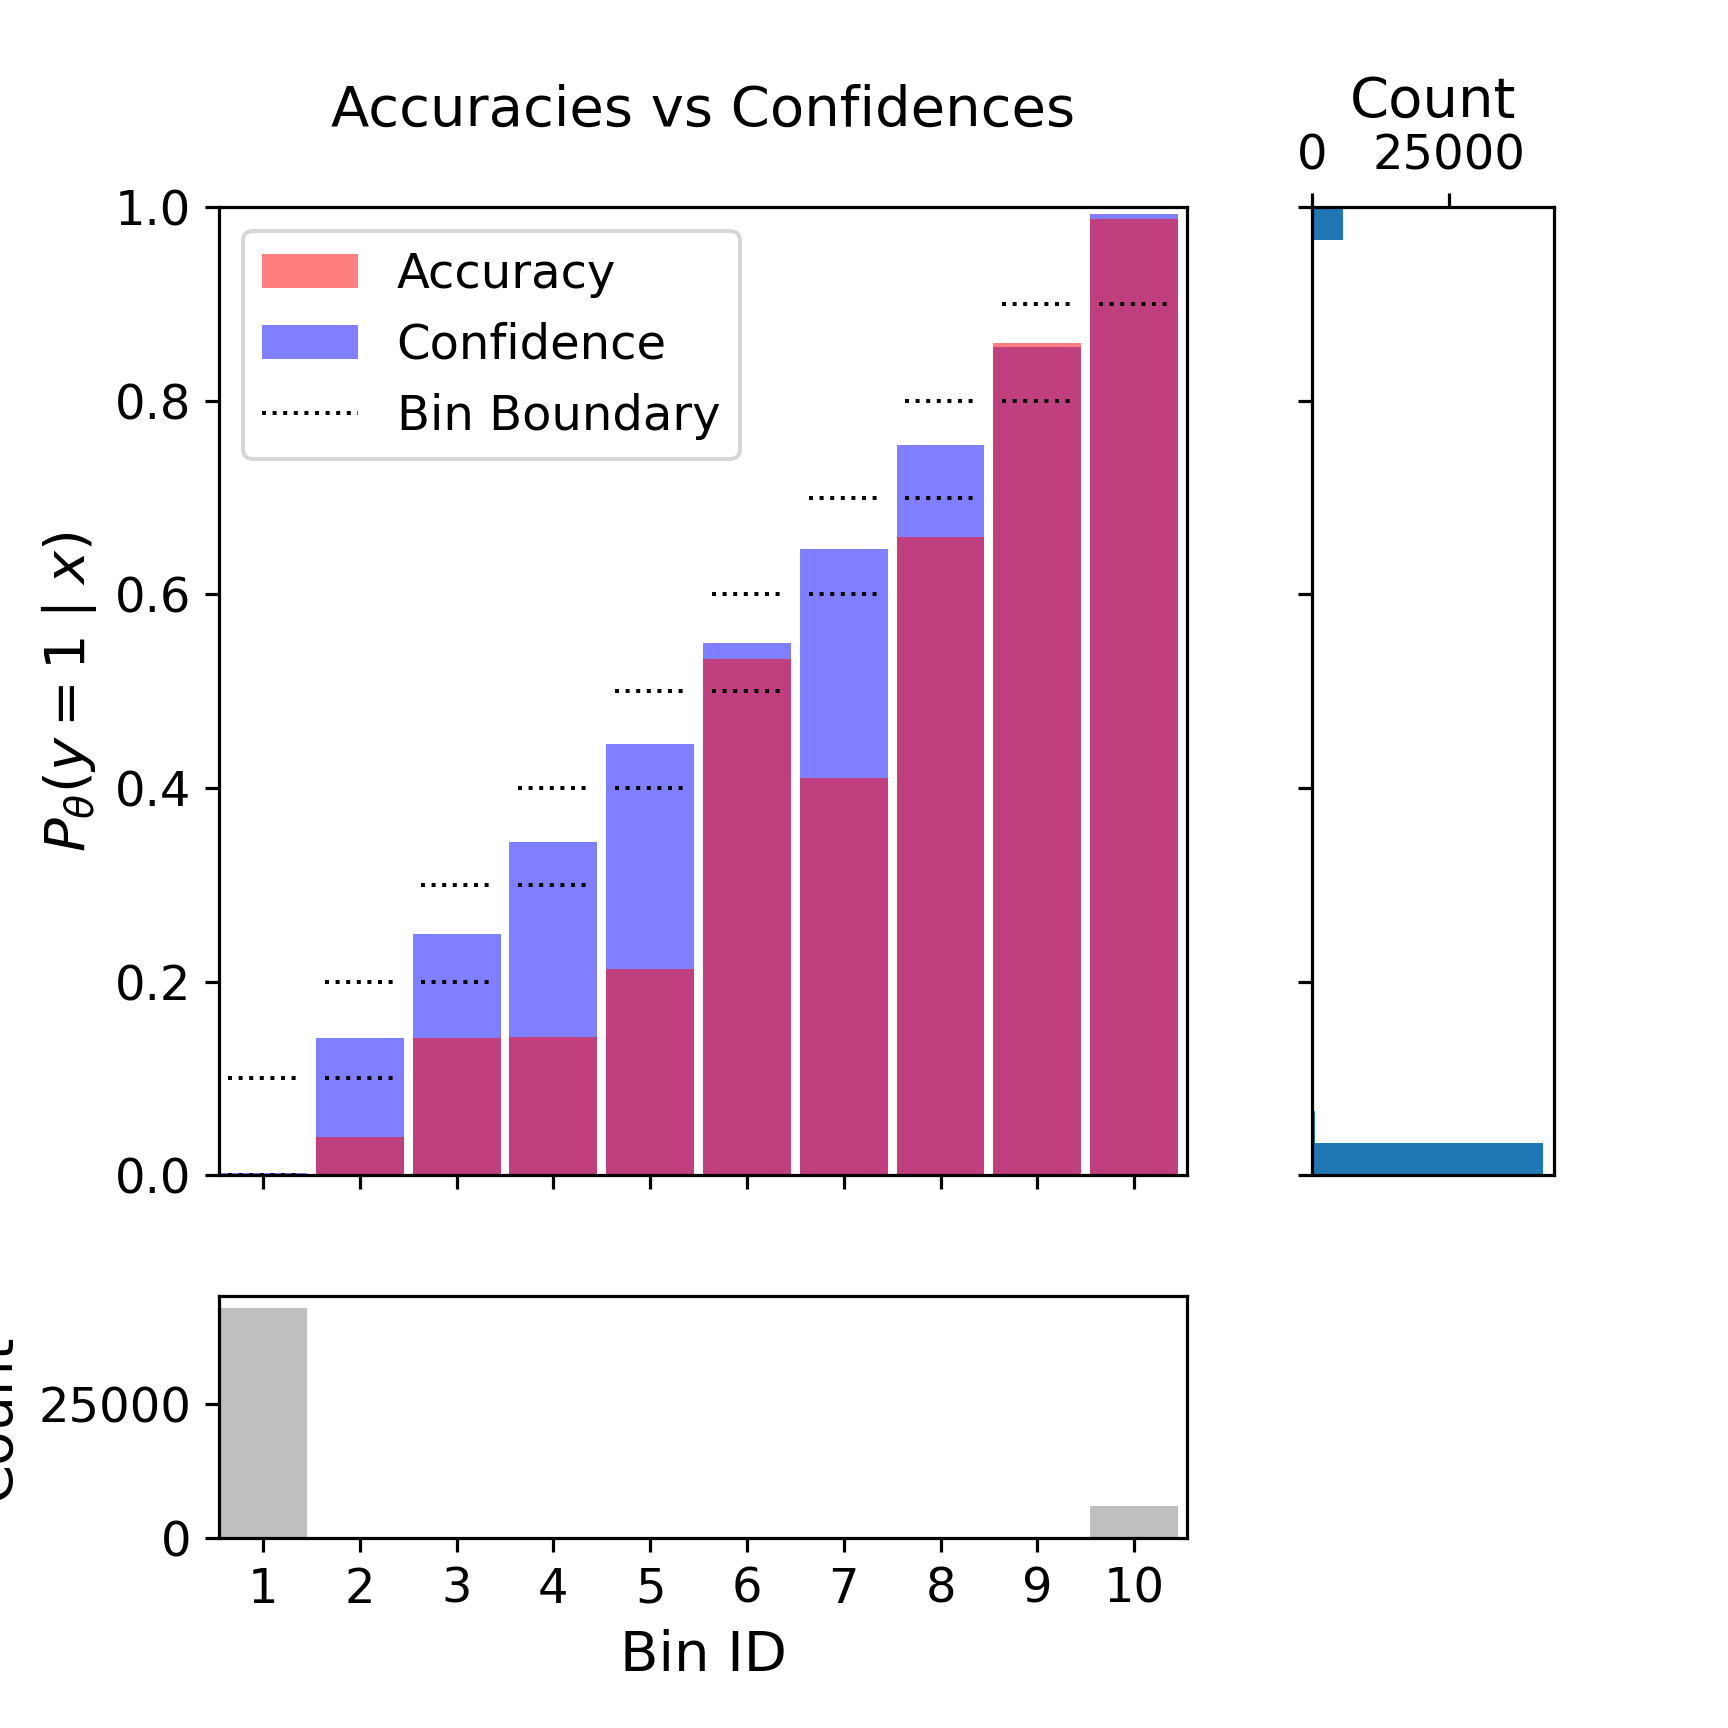 Accuracies vs Confidences
Count
0 25000
1.0
0.8
0.6
0.4
0.2
0.0
Accuracy
Confidence
Bin Boundary
P_θ(y = 1 | x)
Count
25000
0
1 2 3 4 5 6 7 8 9 10
Bin ID